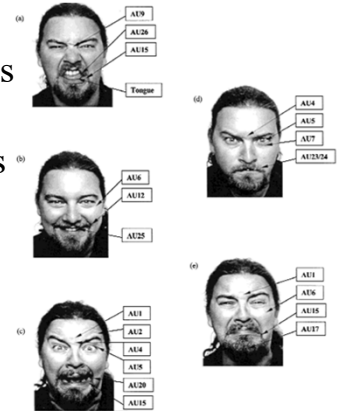 (a)
AU9
AU26
AU15
Tongue
s
s
(b)
AU6
AU12
AU25
(c)
AU1
AU2
AU4
AU5
AU20
AU15
(d)
AU4
AU5
AU7
AU23/24
(e)
AU1
AU6
AU15
AU17